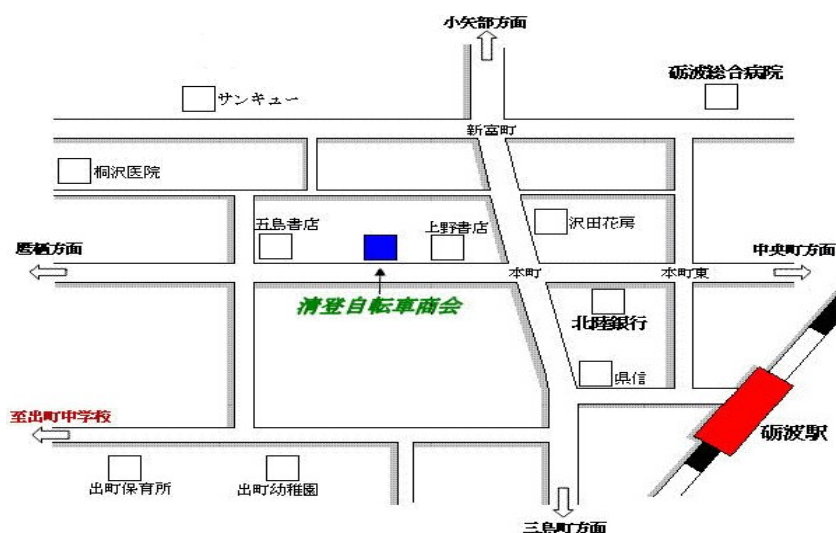 小矢部方面
砺波総合病院
サンキュー
新富町
桐沢医院
五島書店
上野書店
沢田花房
鷹栖方面
本町
本町東
中央町方面
清登自転車商会
北陸銀行
県信
至出町中学校
砺波駅
出町保育所
出町幼稚園
三島町方面